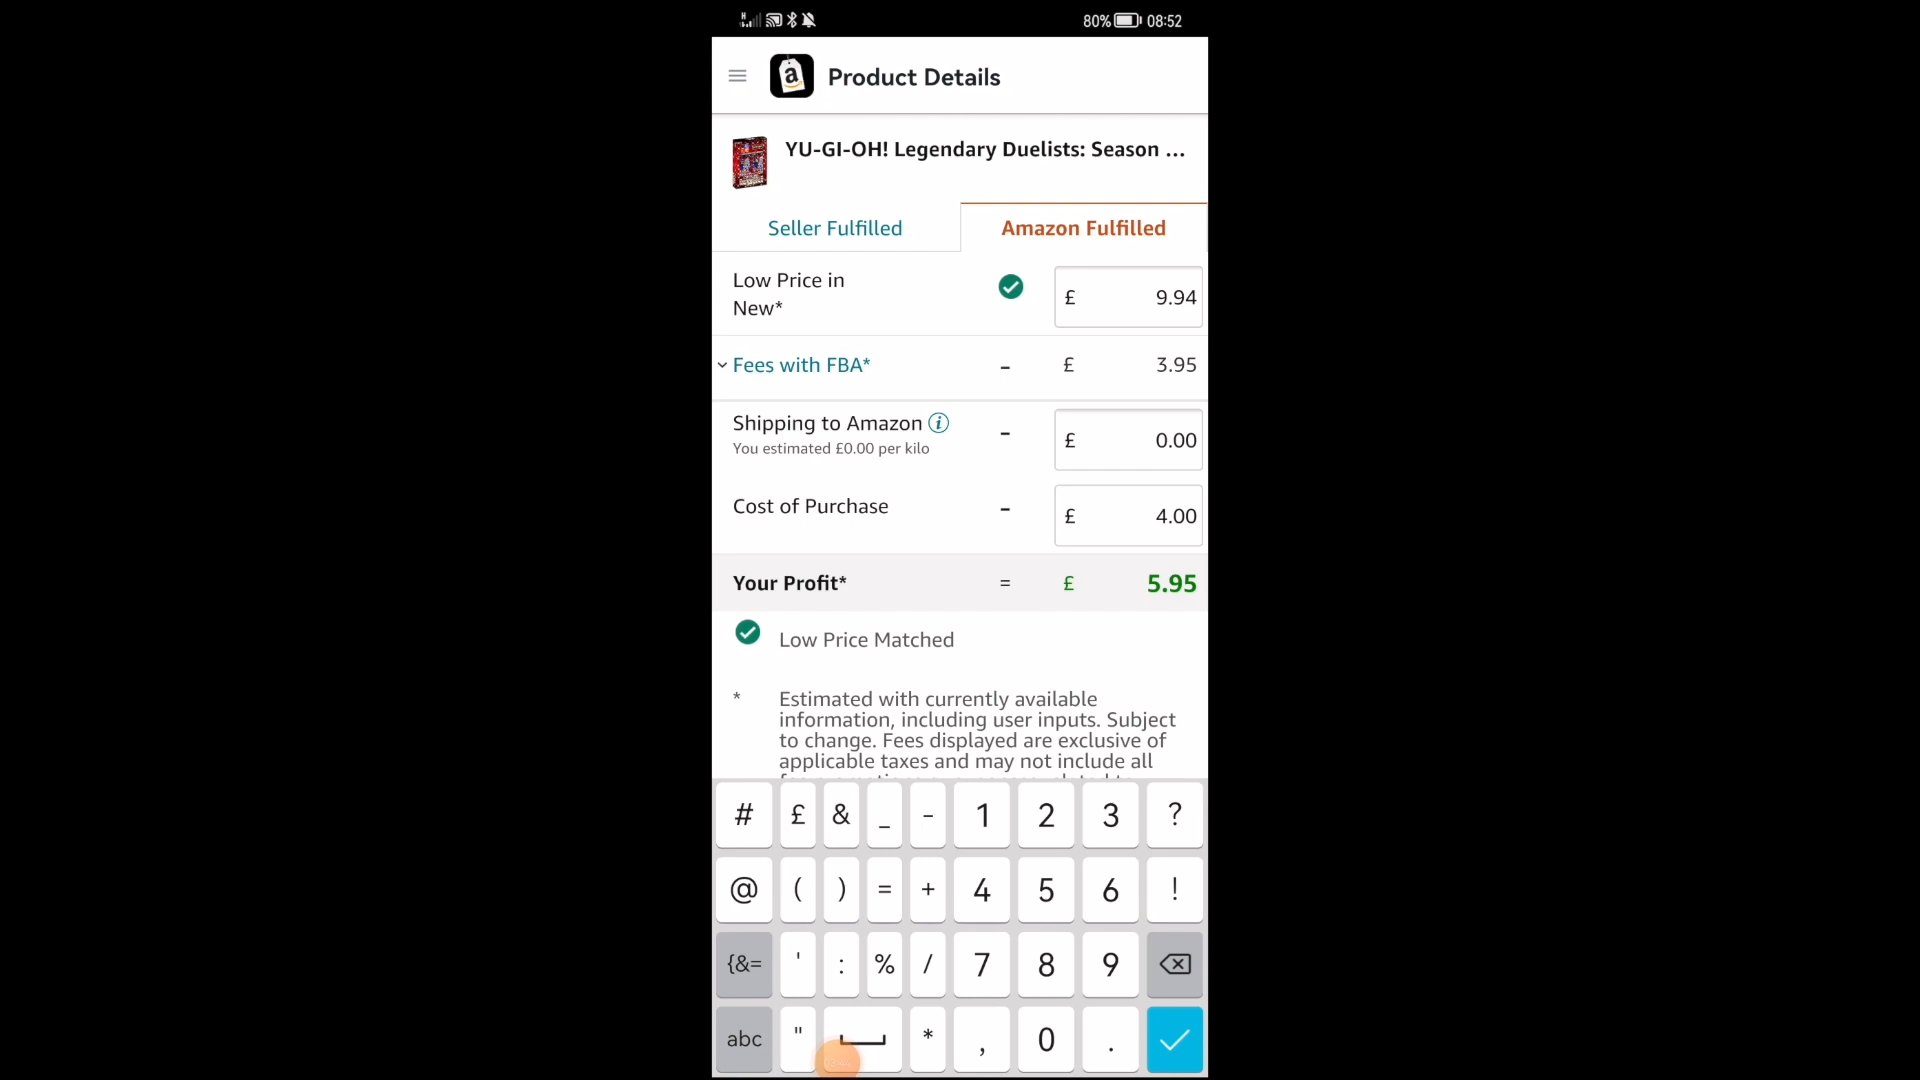 80% 08:52
Product Details
YU-GI-OH! Legendary Duelists: Season ...
Seller Fulfilled
Amazon Fulfilled
Low Price in
New*
£ 9.94
Fees with FBA* - £ 3.95
Shipping to Amazon
You estimated £0.00 per kilo
- £ 0.00
Cost of Purchase - £ 4.00
Your Profit* = £ 5.95
Low Price Matched
* Estimated with currently available
information, including user inputs. Subject
to change. Fees displayed are exclusive of
applicable taxes and may not include all
# £ & _ - 1 2 3 ?
@ ( ) = + 4 5 6 !
{&= ' : % / 7 8 9
abc " * , 0 .